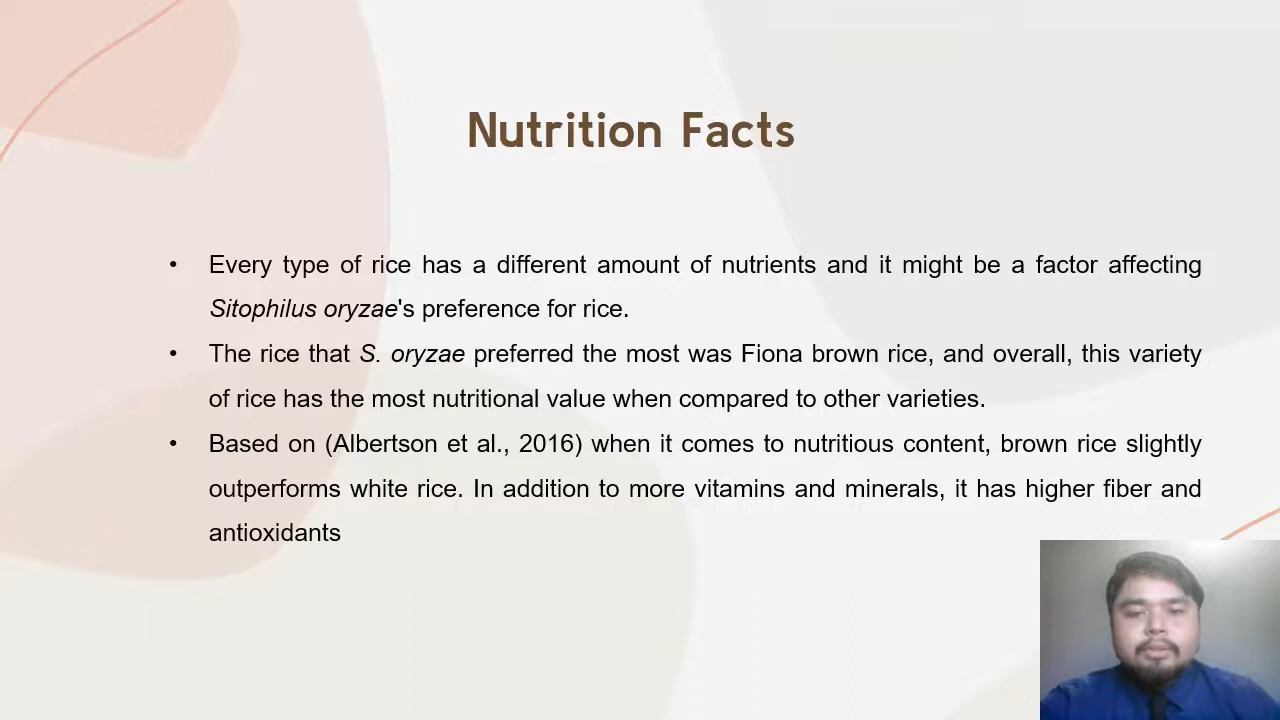 Nutrition Facts
• Every type of rice has a different amount of nutrients and it might be a factor affecting
Sitophilus oryzae's preference for rice.
• The rice that S. oryzae preferred the most was Fiona brown rice, and overall, this variety
of rice has the most nutritional value when compared to other varieties.
• Based on (Albertson et al., 2016) when it comes to nutritious content, brown rice slightly
outperforms white rice. In addition to more vitamins and minerals, it has higher fiber and
antioxidants